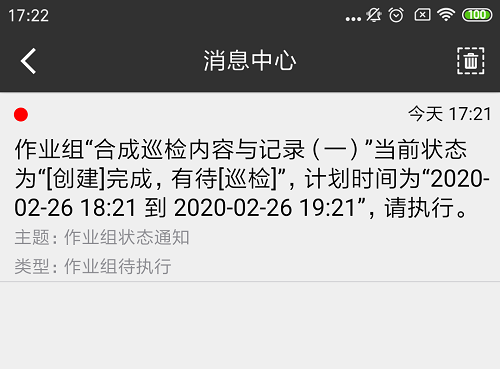 17:22
100
消息中心
今天 17:21
作业组“合成巡检内容与记录（一）”当前状态
为“[创建]完成，有待[巡检]”，计划时间为“2020-
02-26 18:21 到 2020-02-26 19:21”，请执行。
主题: 作业组状态通知
类型: 作业组待执行